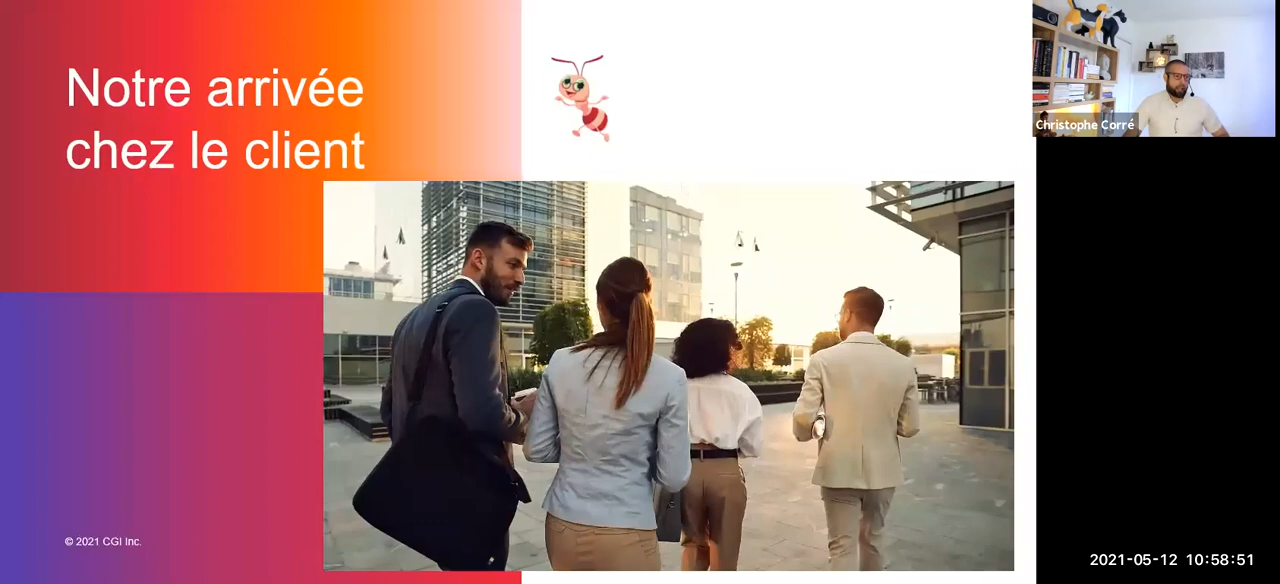 Notre arrivée
chez le client
Christophe Corré
© 2021 CGI Inc.
2021-05-12 10:58:51